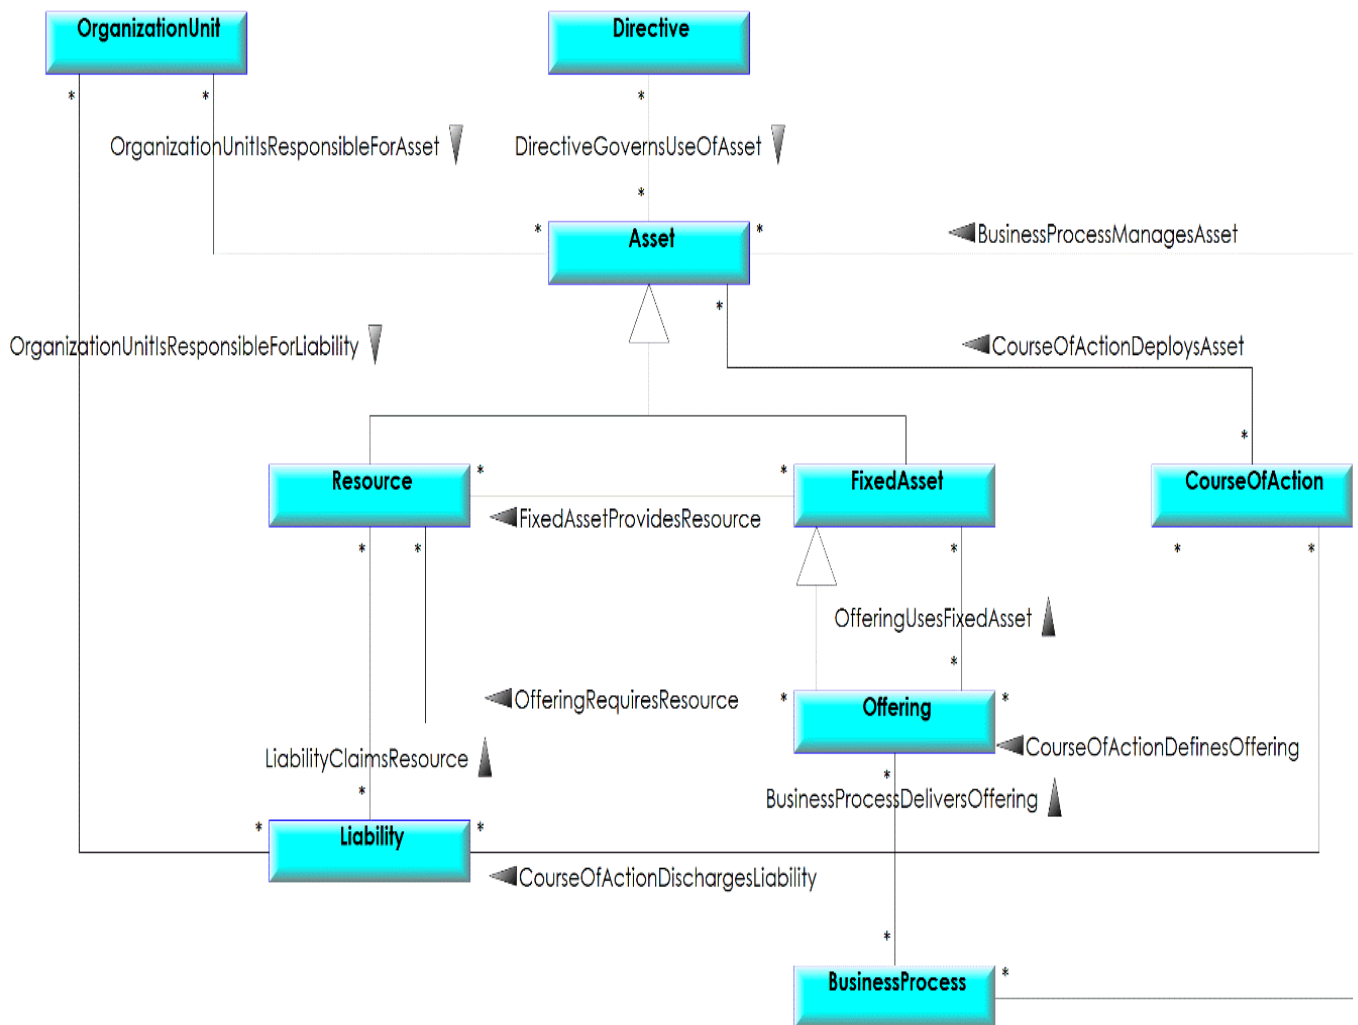 OrganizationUnit
Directive
*
*
*
OrganizationUnitIsResponsibleForAsset
DirectiveGovernsUseOfAsset
*
*
Asset
*
BusinessProcessManagesAsset
*
OrganizationUnitIsResponsibleForLiability
CourseOfActionDeploysAsset
*
Resource
*
*
FixedAsset
CourseOfAction
FixedAssetProvidesResource
*
*
*
*
*
OfferingUsesFixedAsset
*
OfferingRequiresResource
*
Offering
*
CourseOfActionDefinesOffering
LiabilityClaimsResource
*
BusinessProcessDeliversOffering
*
*
Liability
*
CourseOfActionDischargesLiability
*
BusinessProcess
*